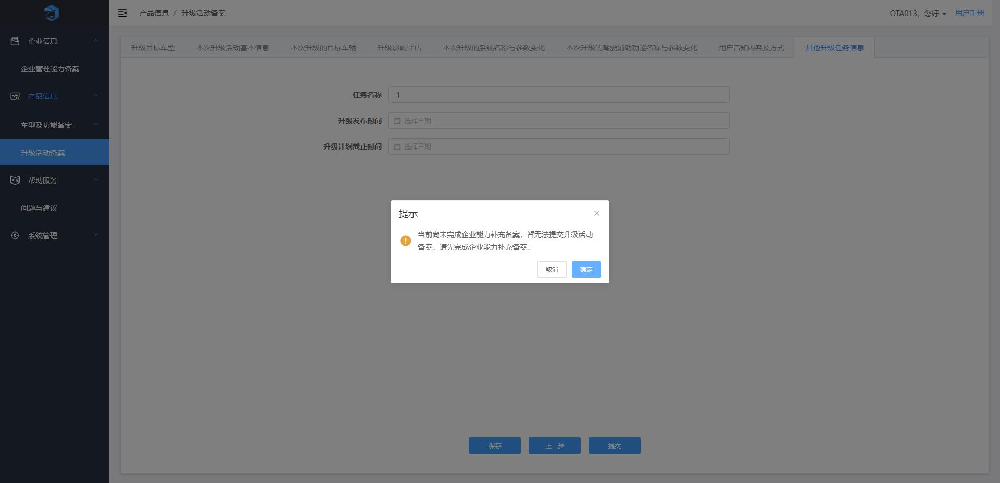 产品信息 / 升级活动备案
OTA013，您好 用户手册
企业信息
企业管理能力备案
产品信息
车型及功能备案
升级活动备案
帮助服务
问题与建议
系统管理
升级目标车型 本次升级活动基本信息 本次升级的目标车辆 升级影响评估 本次升级的系统名称与参数变化 本次升级的驾驶辅助功能名称与参数变化 用户告知内容及方式 其他升级任务信息
任务名称 1
升级发布时间 选择日期
升级计划截止时间 选择日期
提示
当前尚未完成企业能力补充备案，暂无法提交升级活动
备案。请先完成企业能力补充备案。
取消 确定
保存 上一步 提交